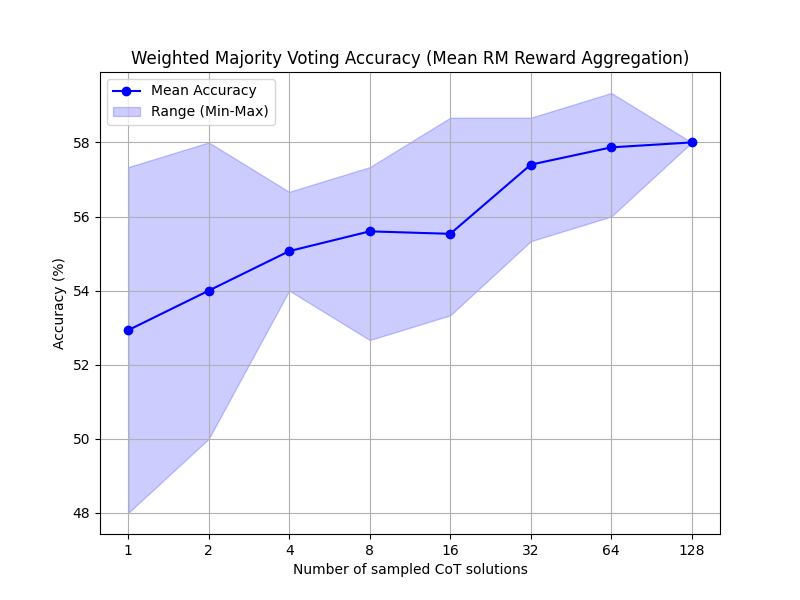 Weighted Majority Voting Accuracy (Mean RM Reward Aggregation)
Mean Accuracy
Range (Min-Max)
58
56
54
52
50
48
Accuracy (%)
1 2 4 8 16 32 64 128
Number of sampled CoT solutions